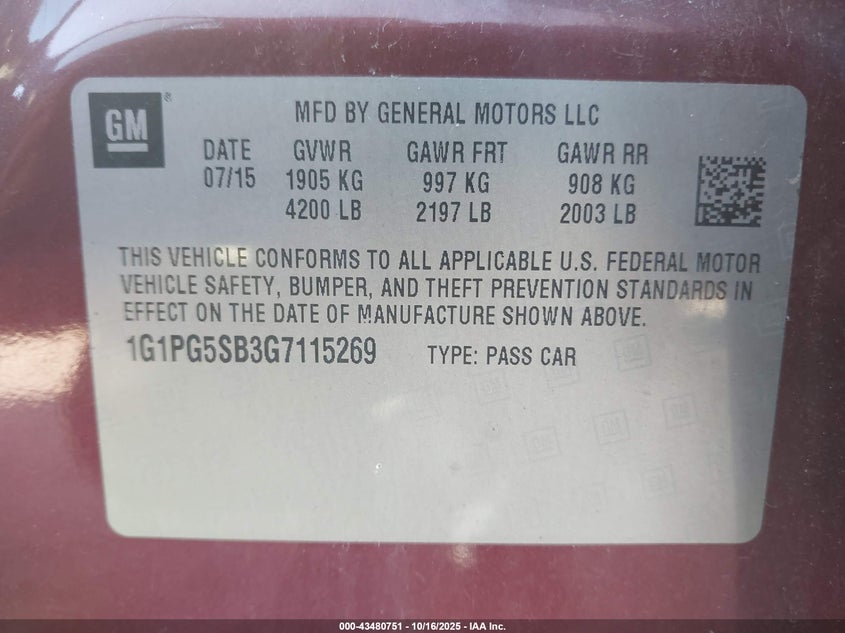 GM®
MFD BY GENERAL MOTORS LLC
DATE GVWR GAWR FRT GAWR RR
07/15 1905 KG 997 KG 908 KG
4200 LB 2197 LB 2003 LB
THIS VEHICLE CONFORMS TO ALL APPLICABLE U.S. FEDERAL MOTOR
VEHICLE SAFETY, BUMPER, AND THEFT PREVENTION STANDARDS IN
EFFECT ON THE DATE OF MANUFACTURE SHOWN ABOVE.
1G1PG5SB3G7115269 TYPE: PASS CAR
000-43480751 | 10/16/2025 - IAA Inc.